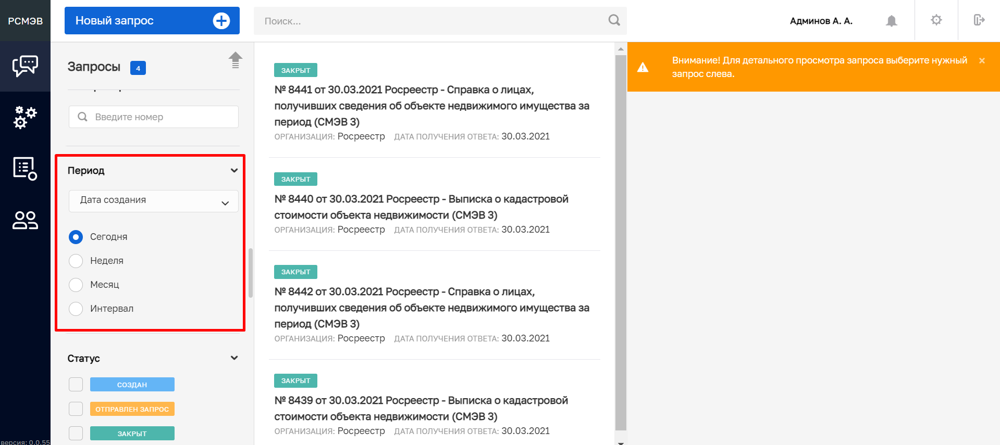 РСМЭВ
Новый запрос
Поиск...
Админов А. А.
Запросы 4
Введите номер
Период
Дата создания
Сегодня
Неделя
Месяц
Интервал
Статус
СОЗДАН
ОТПРАВЛЕН ЗАПРОС
ЗАКРЫТ
версия: 0.0.55
ЗАКРЫТ
№ 8441 от 30.03.2021 Росреестр - Справка о лицах,
получивших сведения об объекте недвижимого имущества за
период (СМЭВ 3)
ОРГАНИЗАЦИЯ: Росреестр ДАТА ПОЛУЧЕНИЯ ОТВЕТА: 30.03.2021
ЗАКРЫТ
№ 8440 от 30.03.2021 Росреестр - Выписка о кадастровой
стоимости объекта недвижимости (СМЭВ 3)
ОРГАНИЗАЦИЯ: Росреестр ДАТА ПОЛУЧЕНИЯ ОТВЕТА: 30.03.2021
ЗАКРЫТ
№ 8442 от 30.03.2021 Росреестр - Справка о лицах,
получивших сведения об объекте недвижимого имущества за
период (СМЭВ 3)
ОРГАНИЗАЦИЯ: Росреестр ДАТА ПОЛУЧЕНИЯ ОТВЕТА: 30.03.2021
ЗАКРЫТ
№ 8439 от 30.03.2021 Росреестр - Выписка о кадастровой
стоимости объекта недвижимости (СМЭВ 3)
ОРГАНИЗАЦИЯ: Росреестр ДАТА ПОЛУЧЕНИЯ ОТВЕТА: 30.03.2021
Внимание! Для детального просмотра запроса выберите нужный
запрос слева.